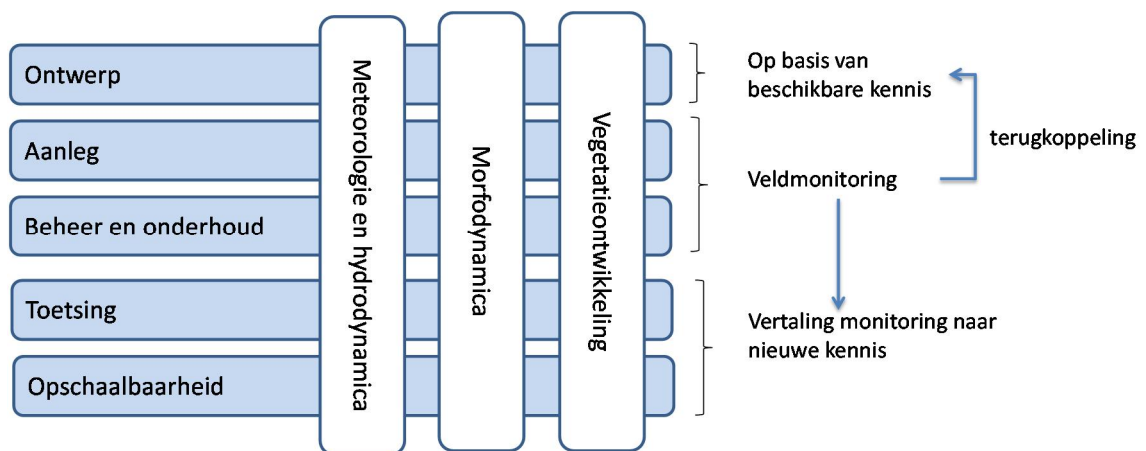 Ontwerp
Aanleg
Beheer en onderhoud
Toetsing
Opschaalbaarheid
Meteorologie en hydrodynamica
Morfodynamica
Vegetatieontwikkeling
Op basis van
beschikbare kennis
terugkoppeling
Veldmonitoring
Vertaling monitoring naar
nieuwe kennis